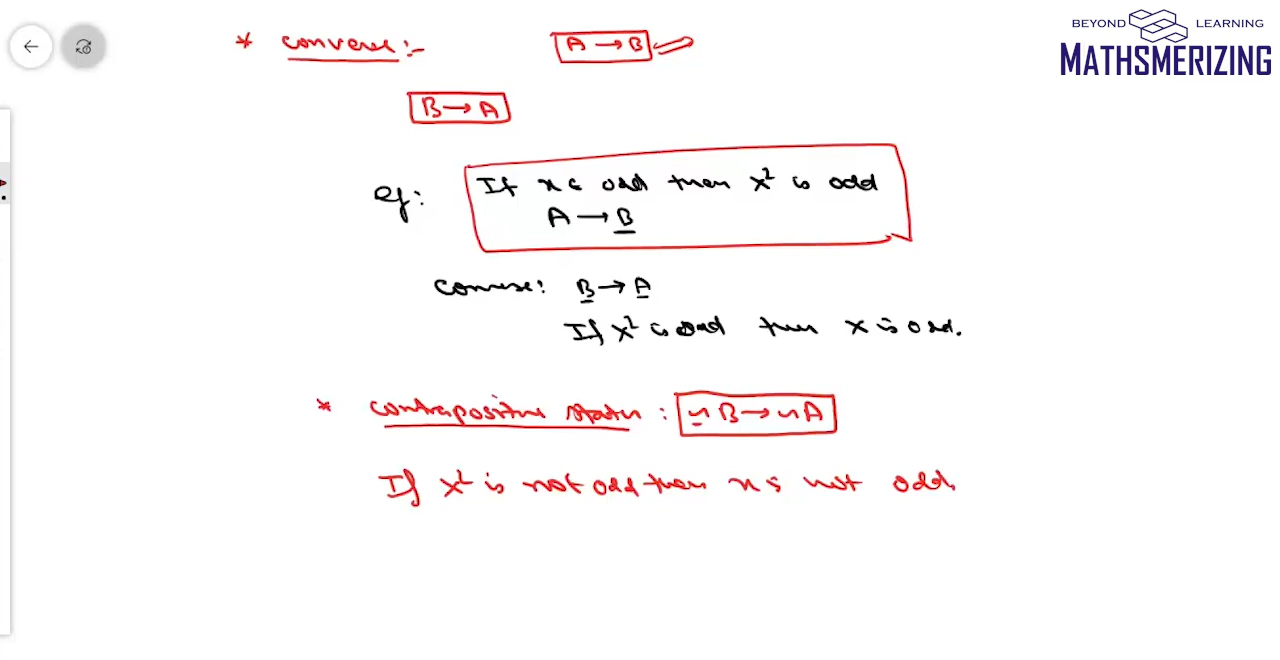 BEYOND LEARNING
MATHSMERIZING
* converse :-
A → B
B → A
eg:
If x is odd then x² is odd
A → B
converse: B → A
If x² is odd then x is odd.
* contrapositive : ~B → ~A
If x² is not odd then x is not odd.